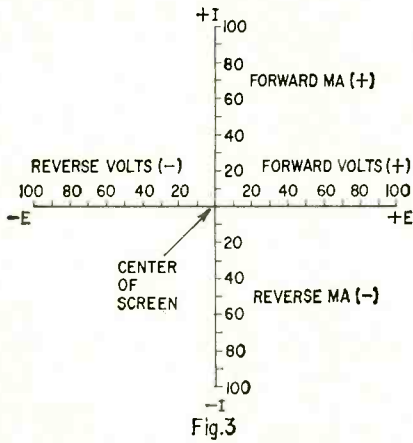 +I
100
80
FORWARD MA (+)
60
40
REVERSE VOLTS (-) 20 FORWARD VOLTS (+)
100 80 60 40 20 20 40 60 80 100
-E +E
20
CENTER
OF
SCREEN
40
REVERSE MA (-)
60
80
100
-I
Fig.3